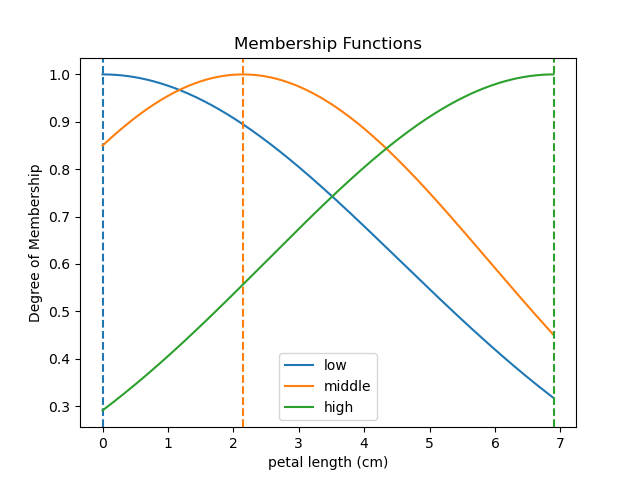 Membership Functions
1.0
0.9
0.8
0.7
0.6
0.5
0.4
0.3
Degree of Membership
low
middle
high
0 1 2 3 4 5 6 7
petal length (cm)